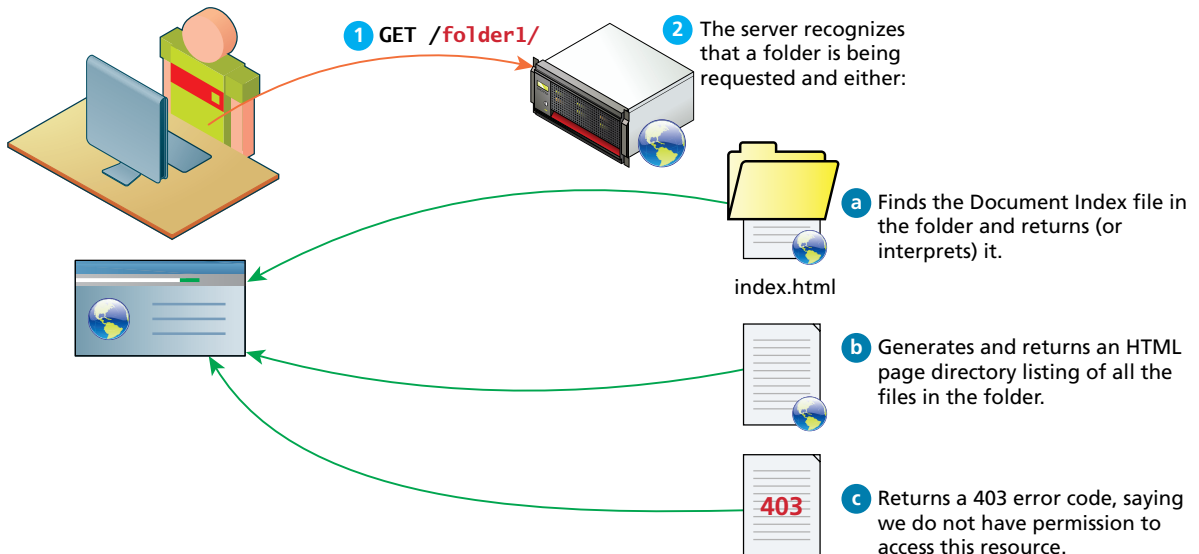 1 GET /folder1/
2 The server recognizes
that a folder is being
requested and either:
a Finds the Document Index file in
the folder and returns (or
interprets) it.
index.html
b Generates and returns an HTML
page directory listing of all the
files in the folder.
403
c Returns a 403 error code, saying
we do not have permission to
access this resource.